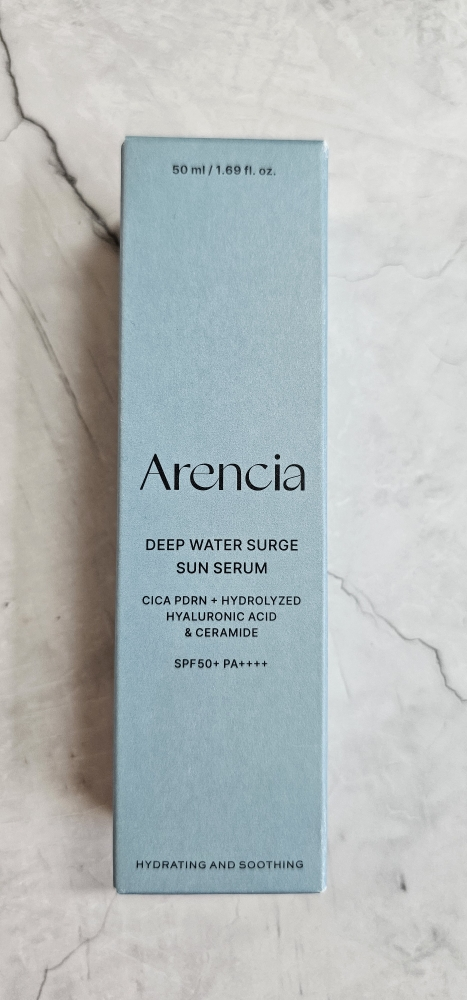 50 ml / 1.69 fl. oz.
Arencia
DEEP WATER SURGE
SUN SERUM
CICA PDRN + HYDROLYZED
HYALURONIC ACID
& CERAMIDE
SPF50+ PA++++
HYDRATING AND SOOTHING